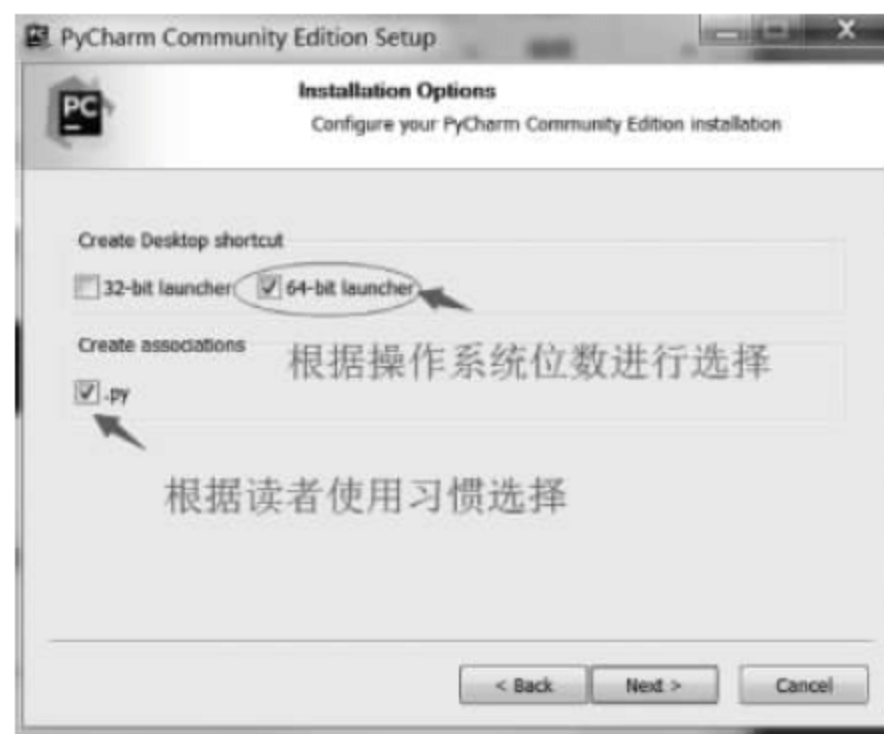 PyCharm Community Edition Setup
PC
Installation Options
Configure your PyCharm Community Edition installation
Create Desktop shortcut
32-bit launcher 64-bit launcher
根据操作系统位数进行选择
Create associations
.py
根据读者使用习惯选择
< Back Next > Cancel